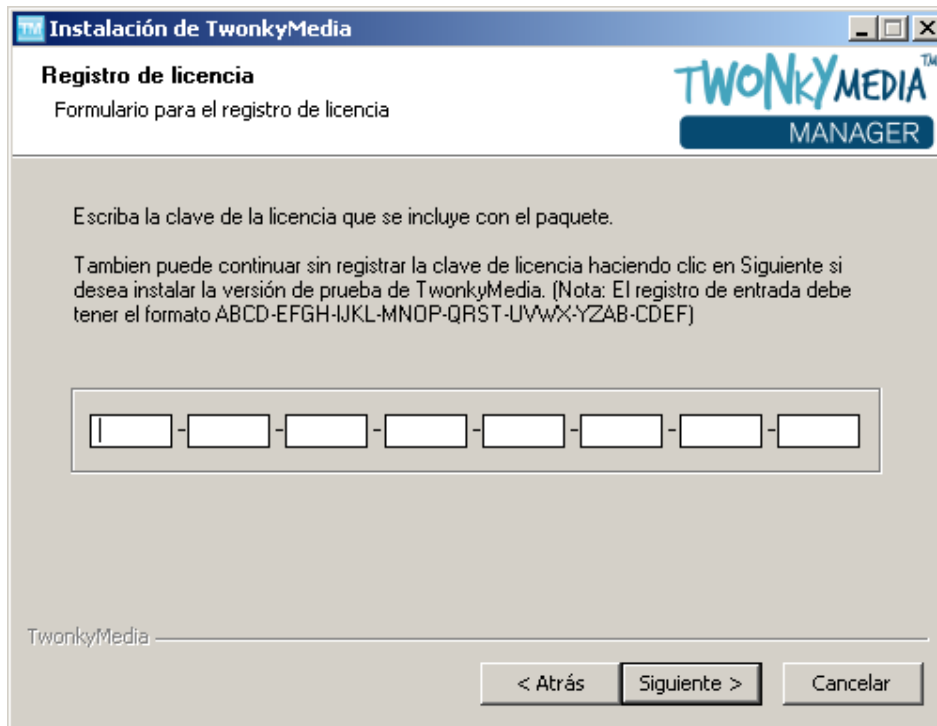 Instalación de TwonkyMedia
Registro de licencia
Formulario para el registro de licencia
TWONKY MEDIA™
MANAGER
Escriba la clave de la licencia que se incluye con el paquete.
Tambien puede continuar sin registrar la clave de licencia haciendo clic en Siguiente si
desea instalar la versión de prueba de TwonkyMedia. (Nota: El registro de entrada debe
tener el formato ABCD-EFGH-IJKL-MNOP-QRST-UVWX-YZAB-CDEF)
- - - - - - -
TwonkyMedia
< Atrás Siguiente > Cancelar